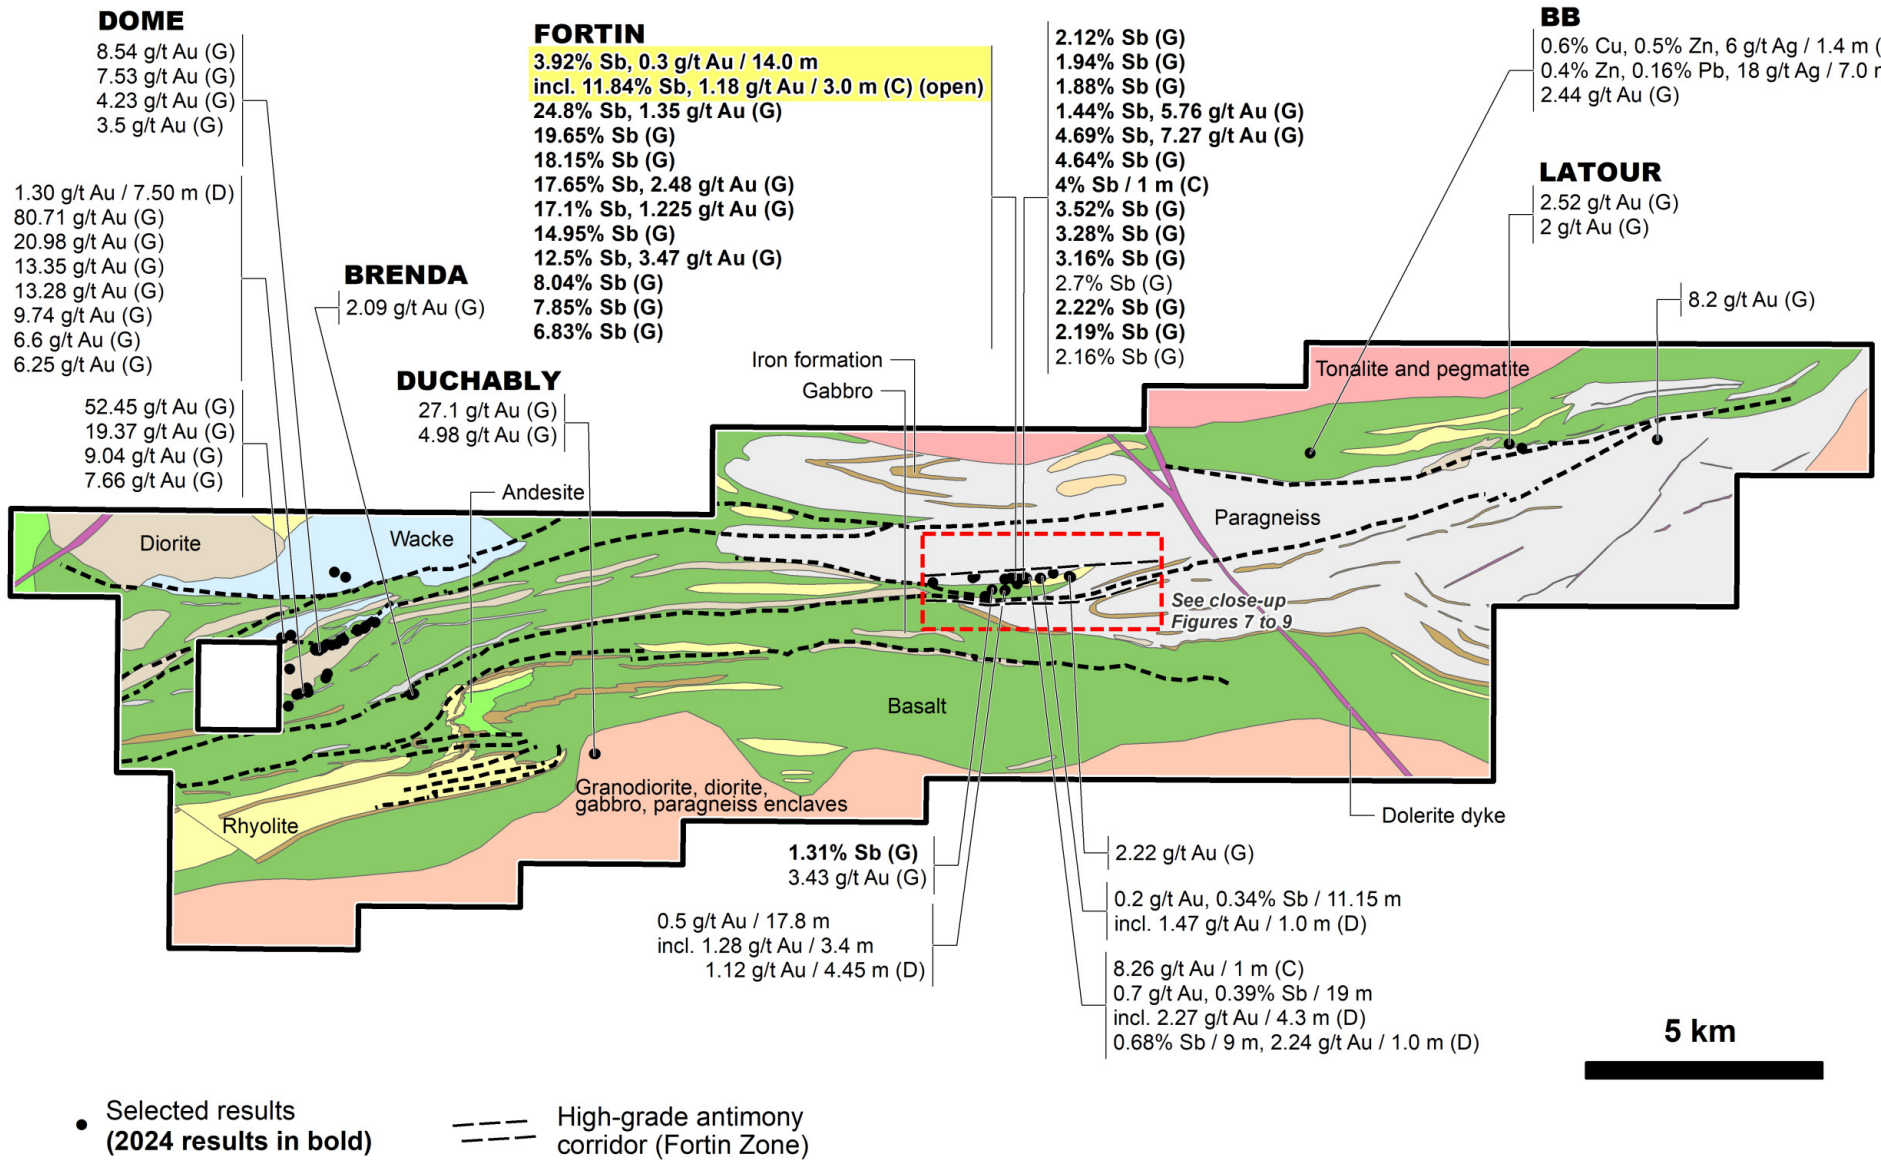 DOME
8.54 g/t Au (G)
7.53 g/t Au (G)
4.23 g/t Au (G)
3.5 g/t Au (G)
1.30 g/t Au / 7.50 m (D)
80.71 g/t Au (G)
20.98 g/t Au (G)
13.35 g/t Au (G)
13.28 g/t Au (G)
9.74 g/t Au (G)
6.6 g/t Au (G)
6.25 g/t Au (G)
52.45 g/t Au (G)
19.37 g/t Au (G)
9.04 g/t Au (G)
7.66 g/t Au (G)
BRENDA
2.09 g/t Au (G)
DUCHABLY
27.1 g/t Au (G)
4.98 g/t Au (G)
FORTIN
3.92% Sb, 0.3 g/t Au / 14.0 m
incl. 11.84% Sb, 1.18 g/t Au / 3.0 m (C) (open)
24.8% Sb, 1.35 g/t Au (G)
19.65% Sb (G)
18.15% Sb (G)
17.65% Sb, 2.48 g/t Au (G)
17.1% Sb, 1.225 g/t Au (G)
14.95% Sb (G)
12.5% Sb, 3.47 g/t Au (G)
8.04% Sb (G)
7.85% Sb (G)
6.83% Sb (G)
2.12% Sb (G)
1.94% Sb (G)
1.88% Sb (G)
1.44% Sb, 5.76 g/t Au (G)
4.69% Sb, 7.27 g/t Au (G)
4.64% Sb (G)
4% Sb / 1 m (C)
3.52% Sb (G)
3.28% Sb (G)
3.16% Sb (G)
2.7% Sb (G)
2.22% Sb (G)
2.19% Sb (G)
2.16% Sb (G)
BB
0.6% Cu, 0.5% Zn, 6 g/t Ag / 1.4 m (
0.4% Zn, 0.16% Pb, 18 g/t Ag / 7.0
2.44 g/t Au (G)
LATOUR
2.52 g/t Au (G)
2 g/t Au (G)
8.2 g/t Au (G)
Iron formation
Gabbro
Tonalite and pegmatite
Andesite
Diorite
Wacke
Paragneiss
See close-up
Figures 7 to 9
Basalt
Granodiorite, diorite,
gabbro, paragneiss enclaves
Rhyolite
Dolerite dyke
1.31% Sb (G)
3.43 g/t Au (G)
0.5 g/t Au / 17.8 m
incl. 1.28 g/t Au / 3.4 m
1.12 g/t Au / 4.45 m (D)
2.22 g/t Au (G)
0.2 g/t Au, 0.34% Sb / 11.15 m
incl. 1.47 g/t Au / 1.0 m (D)
8.26 g/t Au / 1 m (C)
0.7 g/t Au, 0.39% Sb / 19 m
incl. 2.27 g/t Au / 4.3 m (D)
0.68% Sb / 9 m, 2.24 g/t Au / 1.0 m (D)
5 km
Selected results
(2024 results in bold)
High-grade antimony
corridor (Fortin Zone)